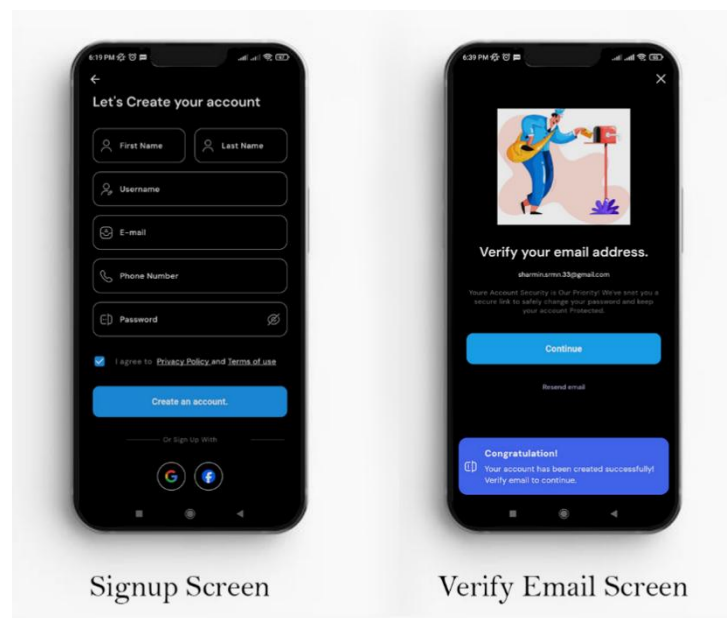 6:19 PM
Let's Create your account
First Name
Last Name
Username
E-mail
Phone Number
Password
I agree to Privacy Policy and Terms of use
Create an account.
Or Sign Up With
Signup Screen
6:39 PM
Verify your email address.
sharmin.srmn.33@gmail.com
Youre Account Security is Our Priority! We've snet you a
secure link to safely change your password and keep
your account Protected.
Continue
Resend email
Congratulation!
Your account has been created successfully!
Verify email to continue.
Verify Email Screen